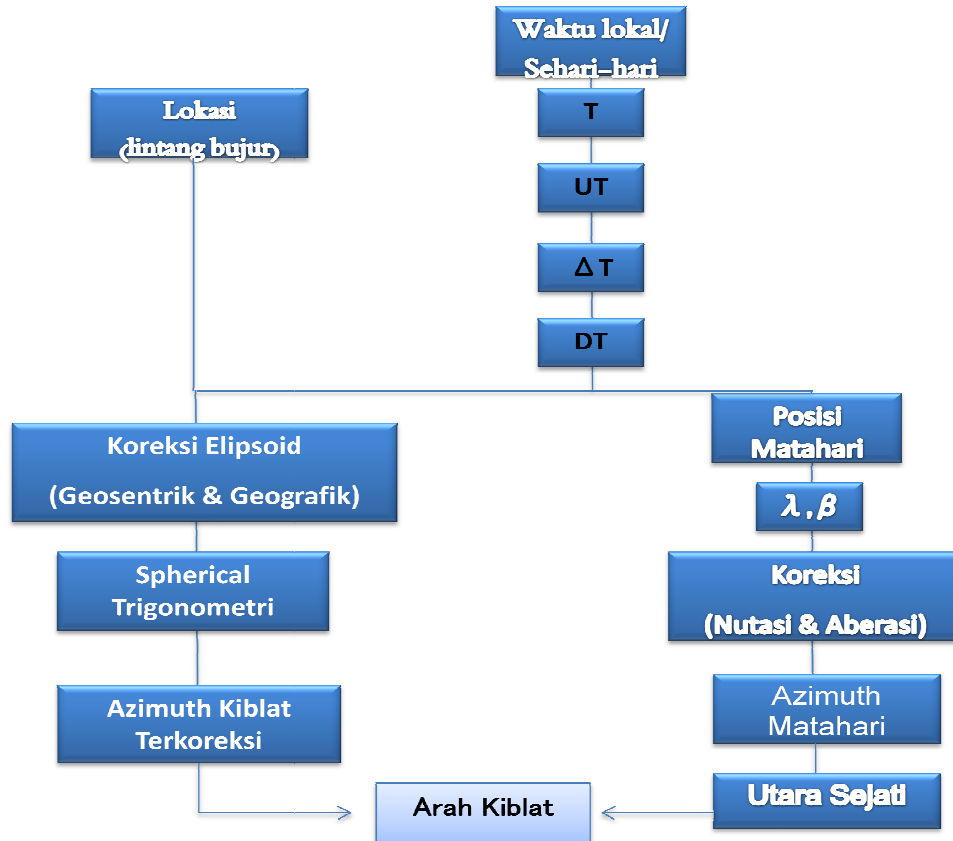 Waktu lokal/
Sehari-hari
Lokasi
(lintang bujur)
T
UT
Δ T
DT
Koreksi Elipsoid
(Geosentrik & Geografik)
Spherical
Trigonometri
Azimuth Kiblat
Terkoreksi
Posisi
Matahari
λ , β
Koreksi
(Nutasi & Aberasi)
Azimuth
Matahari
Utara Sejati
Arah Kiblat